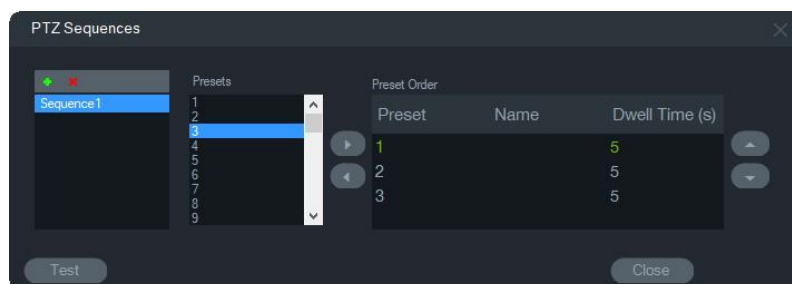 PTZ Sequences
Sequence1
Presets
1
2
3
4
5
6
7
8
9
Preset Order
Preset Name Dwell Time (s)
1 5
2 5
3 5
Test
Close